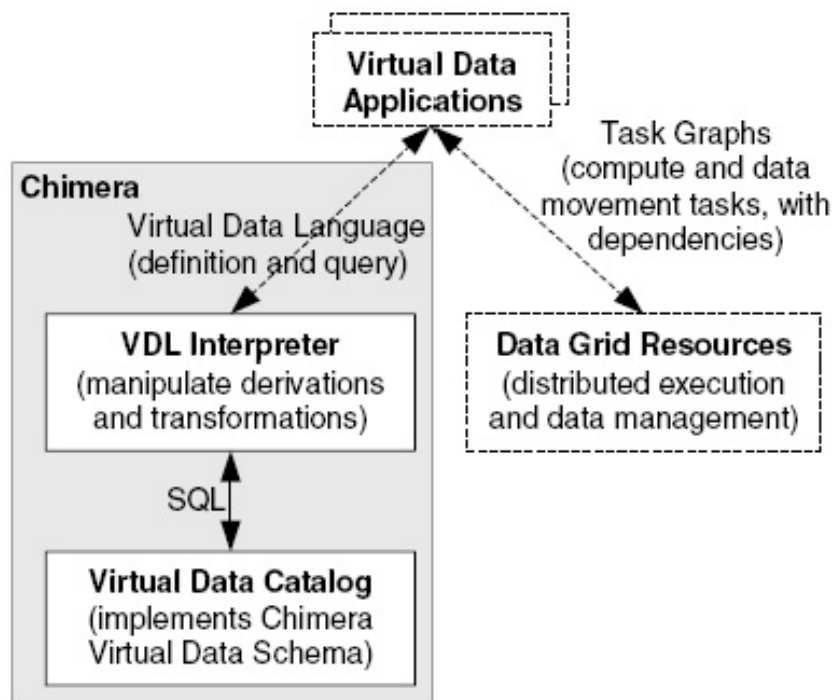 Virtual Data
Applications
Task Graphs
(compute and data
movement tasks, with
dependencies)
Chimera
Virtual Data Language
(definition and query)
VDL Interpreter
(manipulate derivations
and transformations)
Data Grid Resources
(distributed execution
and data management)
SQL
Virtual Data Catalog
(implements Chimera
Virtual Data Schema)